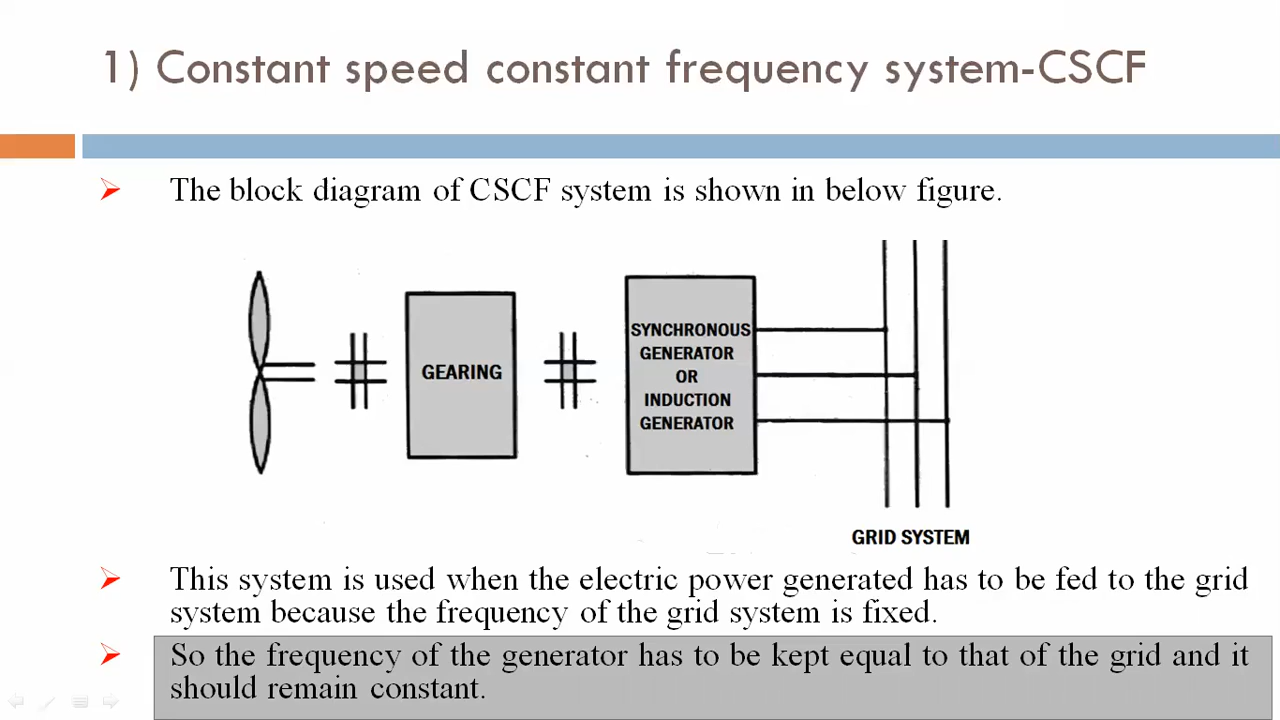 1) Constant speed constant frequency system-CSCF
The block diagram of CSCF system is shown in below figure.
GEARING
SYNCHRONOUS
GENERATOR
OR
INDUCTION
GENERATOR
GRID SYSTEM
This system is used when the electric power generated has to be fed to the grid
system because the frequency of the grid system is fixed.
So the frequency of the generator has to be kept equal to that of the grid and it
should remain constant.